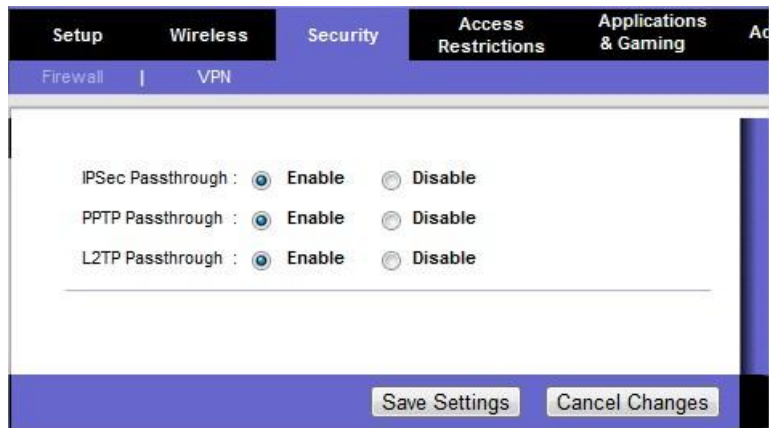 Setup Wireless Security Access Restrictions Applications & Gaming
Firewall | VPN
IPSec Passthrough : Enable Disable
PPTP Passthrough : Enable Disable
L2TP Passthrough : Enable Disable
Save Settings Cancel Changes